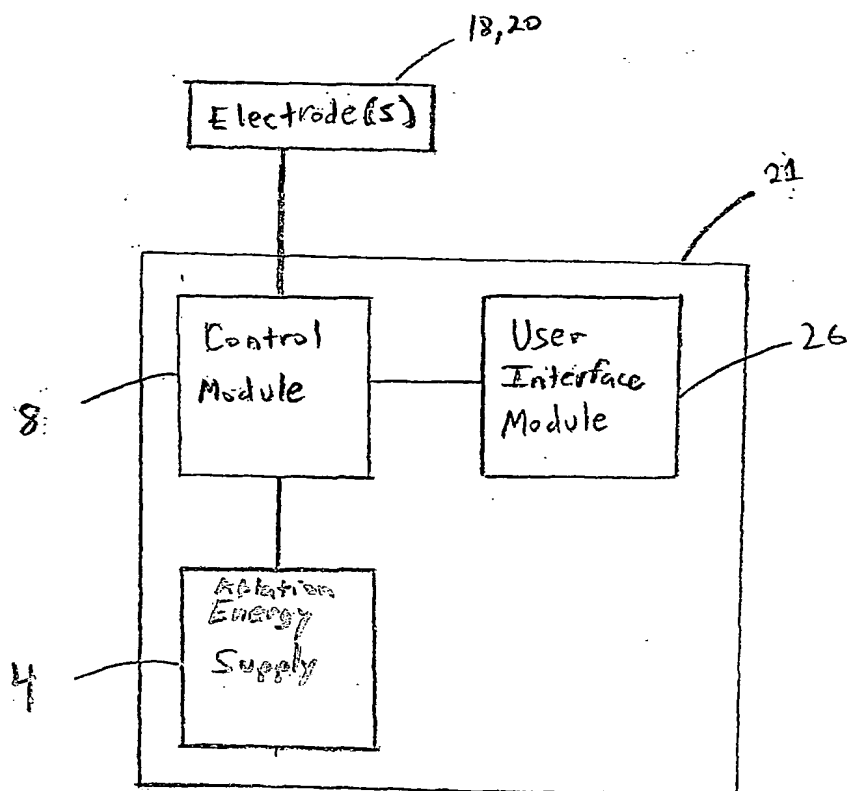 18,20
Electrode(s)
21
Control
Module
User
Interface
Module
26
8
Ablation
Energy
Supply
4